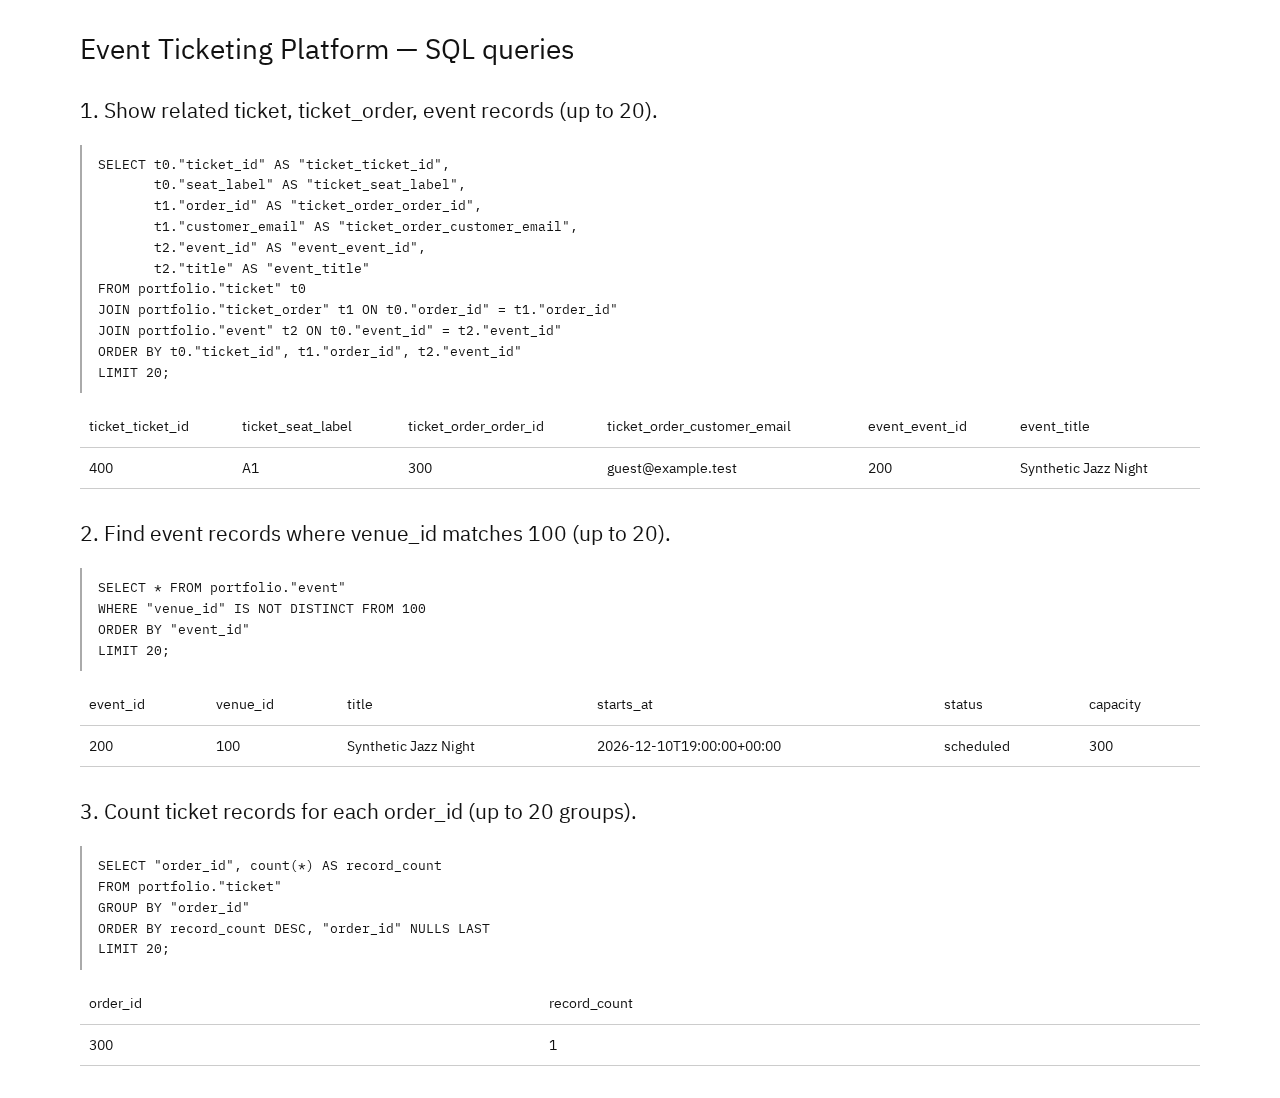 Event Ticketing Platform — SQL queries
1. Show related ticket, ticket_order, event records (up to 20).
SELECT t0."ticket_id" AS "ticket_ticket_id",
       t0."seat_label" AS "ticket_seat_label",
       t1."order_id" AS "ticket_order_order_id",
       t1."customer_email" AS "ticket_order_customer_email",
       t2."event_id" AS "event_event_id",
       t2."title" AS "event_title"
FROM portfolio."ticket" t0
JOIN portfolio."ticket_order" t1 ON t0."order_id" = t1."order_id"
JOIN portfolio."event" t2 ON t0."event_id" = t2."event_id"
ORDER BY t0."ticket_id", t1."order_id", t2."event_id"
LIMIT 20;
ticket_ticket_id ticket_seat_label ticket_order_order_id ticket_order_customer_email event_event_id event_title
400 A1 300 guest@example.test 200 Synthetic Jazz Night
2. Find event records where venue_id matches 100 (up to 20).
SELECT * FROM portfolio."event"
WHERE "venue_id" IS NOT DISTINCT FROM 100
ORDER BY "event_id"
LIMIT 20;
event_id venue_id title starts_at status capacity
200 100 Synthetic Jazz Night 2026-12-10T19:00:00+00:00 scheduled 300
3. Count ticket records for each order_id (up to 20 groups).
SELECT "order_id", count(*) AS record_count
FROM portfolio."ticket"
GROUP BY "order_id"
ORDER BY record_count DESC, "order_id" NULLS LAST
LIMIT 20;
order_id record_count
300 1